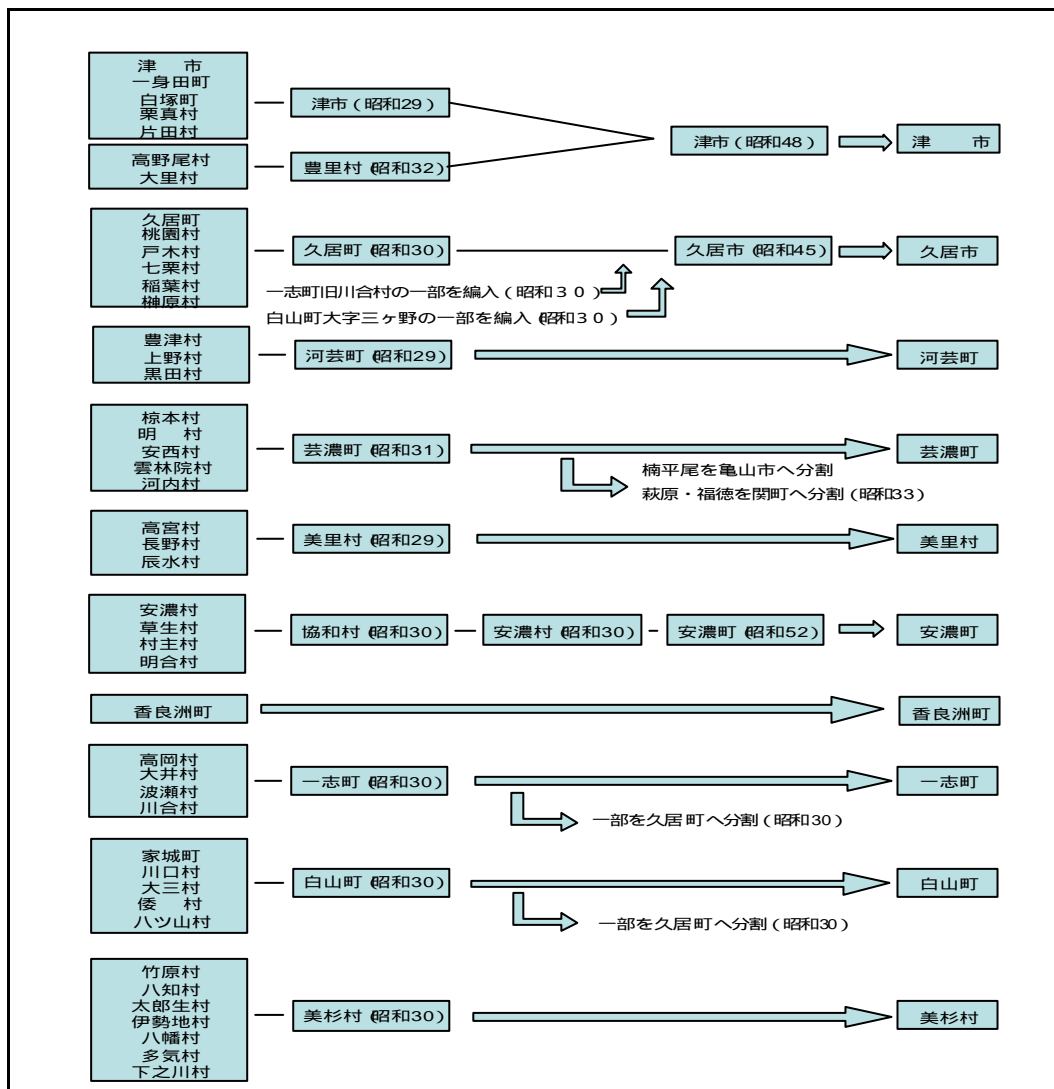 津　市
一身田町
白塚町
栗真村
片田村
津市（昭和29）
高野尾村
大里村
豊里村（昭和32）
津市（昭和48）
津　市
久居町
桃園村
戸木村
七栗村
稲葉村
榊原村
久居町（昭和30）
久居市（昭和45）
久居市
一志町旧川合村の一部を編入（昭和３０）
白山町大字三ヶ野の一部を編入（昭和３０）
豊津村
上野村
黒田村
河芸町（昭和29）
河芸町
椋本村
明　村
安西村
雲林院村
河内村
芸濃町（昭和31）
芸濃町
楠平尾を亀山市へ分割
萩原・福徳を関町へ分割（昭和33）
高宮村
長野村
辰水村
美里村（昭和29）
美里村
安濃村
草生村
村主村
明合村
協和村（昭和30）
安濃村（昭和30）
安濃町（昭和52）
安濃町
香良洲町
香良洲町
高岡村
大井村
波瀬村
川合村
一志町（昭和30）
一志町
一部を久居町へ分割（昭和30）
家城町
川口村
大三村
倭　村
八ツ山村
白山町（昭和30）
白山町
一部を久居町へ分割（昭和30）
竹原村
八知村
太郎生村
伊勢地村
八幡村
多気村
下之川村
美杉村（昭和30）
美杉村